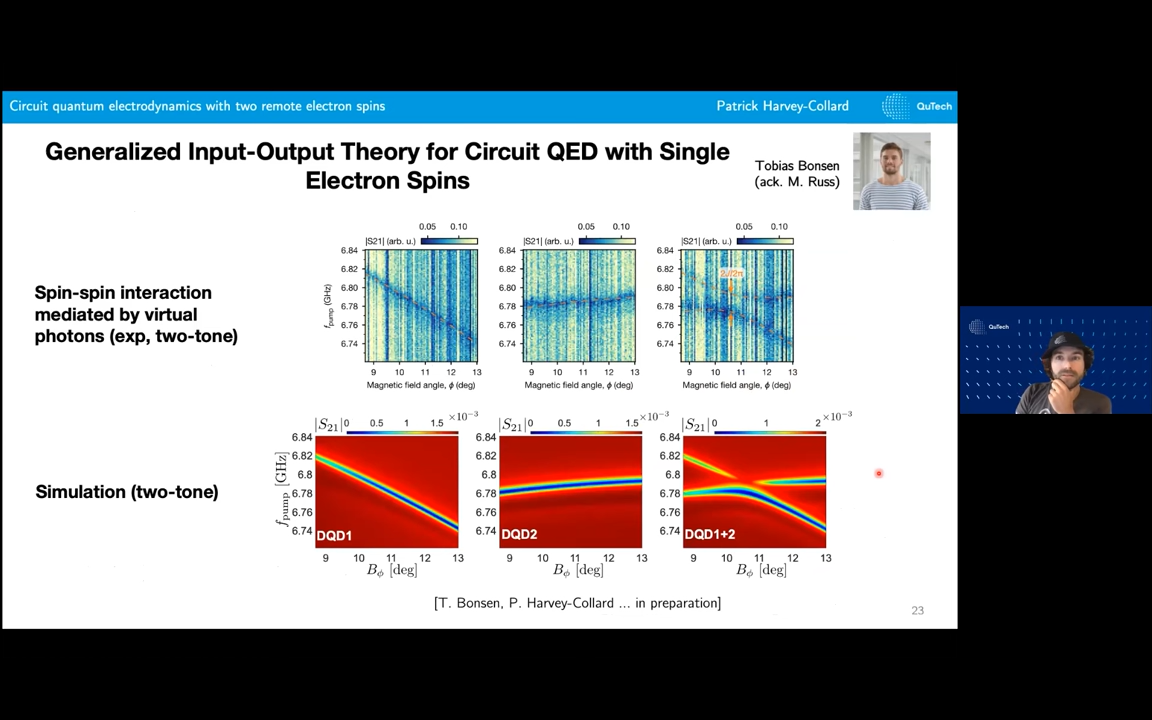 Circuit quantum electrodynamics with two remote electron spins
Patrick Harvey-Collard
QuTech
Generalized Input-Output Theory for Circuit QED with Single
Electron Spins
Tobias Bonsen
(ack. M. Russ)
Spin-spin interaction
mediated by virtual
photons (exp, two-tone)
|S21| (arb. u.) 0.05 0.10
6.84
6.82
6.80
6.78
6.76
6.74
f_pump (GHz)
9 10 11 12 13
Magnetic field angle, ϕ (deg)
|S21| (arb. u.) 0.05 0.10
6.84
6.82
6.80
6.78
6.76
6.74
9 10 11 12 13
Magnetic field angle, ϕ (deg)
|S21| (arb. u.) 0.05 0.10
6.84
6.82
6.80
6.78
6.76
6.74
2J/2π
9 10 11 12 13
Magnetic field angle, ϕ (deg)
Simulation (two-tone)
|S₂₁| 0 0.5 1 1.5 ×10⁻³
6.84
6.82
6.8
6.78
6.76
6.74
f_pump [GHz]
DQD1
9 10 11 12 13
B_ϕ [deg]
|S₂₁| 0 0.5 1 1.5 ×10⁻³
6.84
6.82
6.8
6.78
6.76
6.74
DQD2
9 10 11 12 13
B_ϕ [deg]
|S₂₁| 0 1 2 ×10⁻³
6.84
6.82
6.8
6.78
6.76
6.74
DQD1+2
9 10 11 12 13
B_ϕ [deg]
[T. Bonsen, P. Harvey-Collard ... in preparation]
23
QuTech